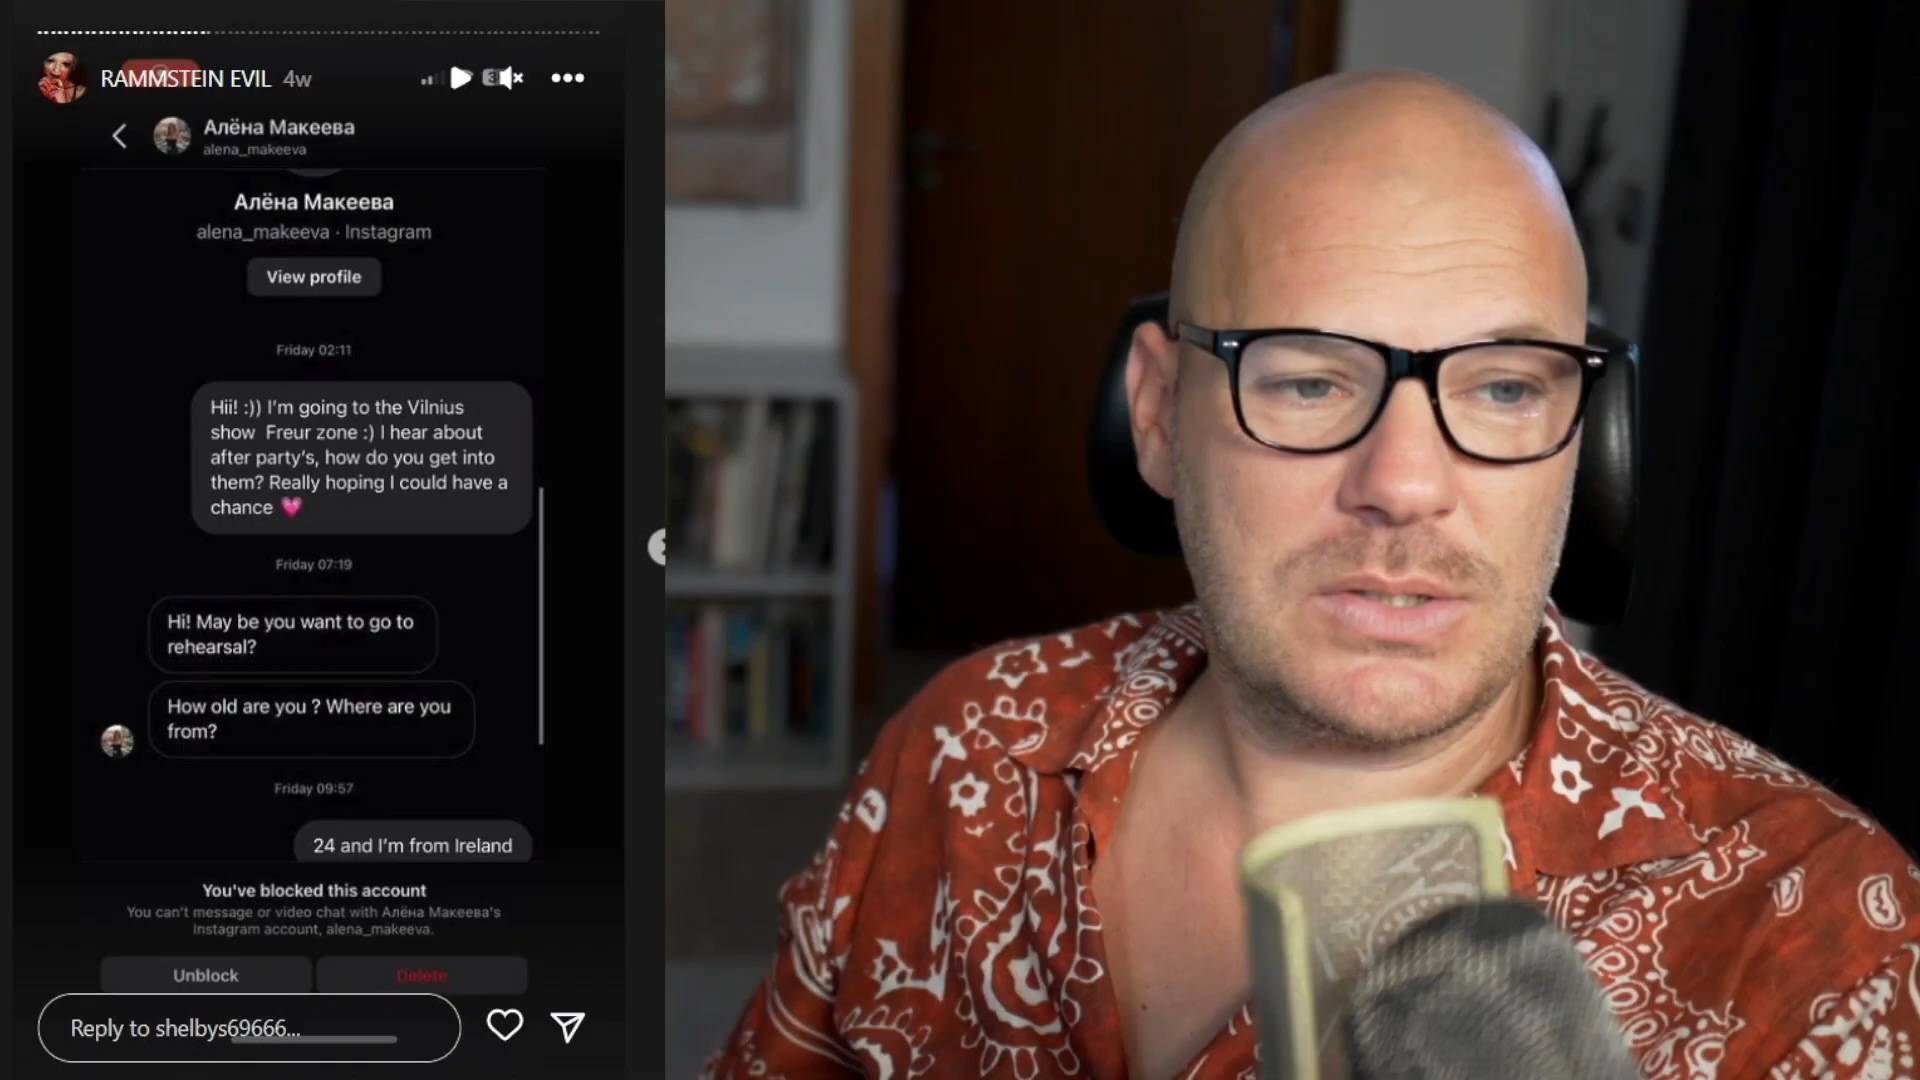 RAMMSTEIN EVIL 4w
Алёна Макеева
alena_makeeva
Алёна Макеева
alena_makeeva · Instagram
View profile
Friday 02:11
Hii! :)) I'm going to the Vilnius
show Freur zone :) I hear about
after party's, how do you get into
them? Really hoping I could have a
chance 💗
Friday 07:19
Hi! May be you want to go to
rehearsal?
How old are you ? Where are you
from?
Friday 09:57
24 and I'm from Ireland
You've blocked this account
You can't message or video chat with Алёна Макеева's
Instagram account, alena_makeeva.
Unblock
Delete
Reply to shelbys69666...